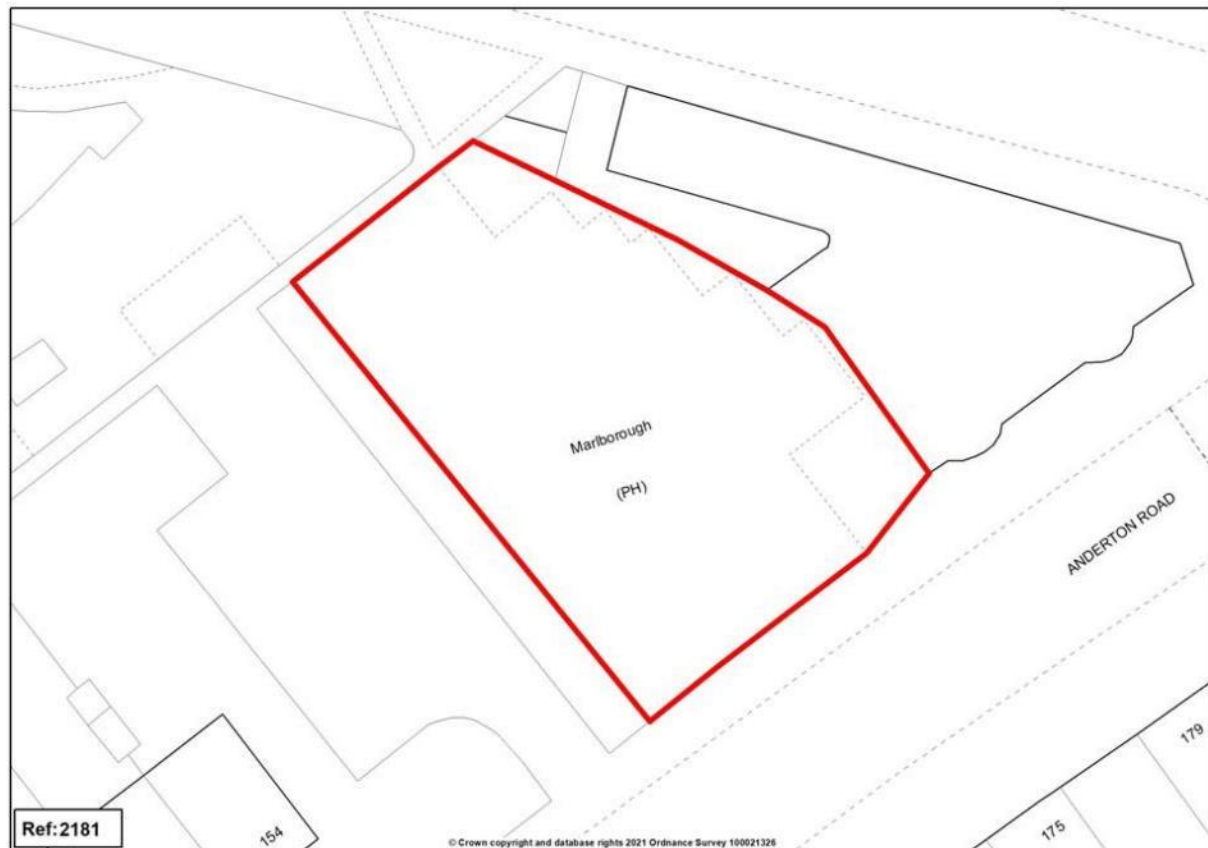 Marlborough
(PH)
ANDERTON ROAD
179
175
154
Ref:2181
© Crown copyright and database rights 2021 Ordnance Survey 100021326